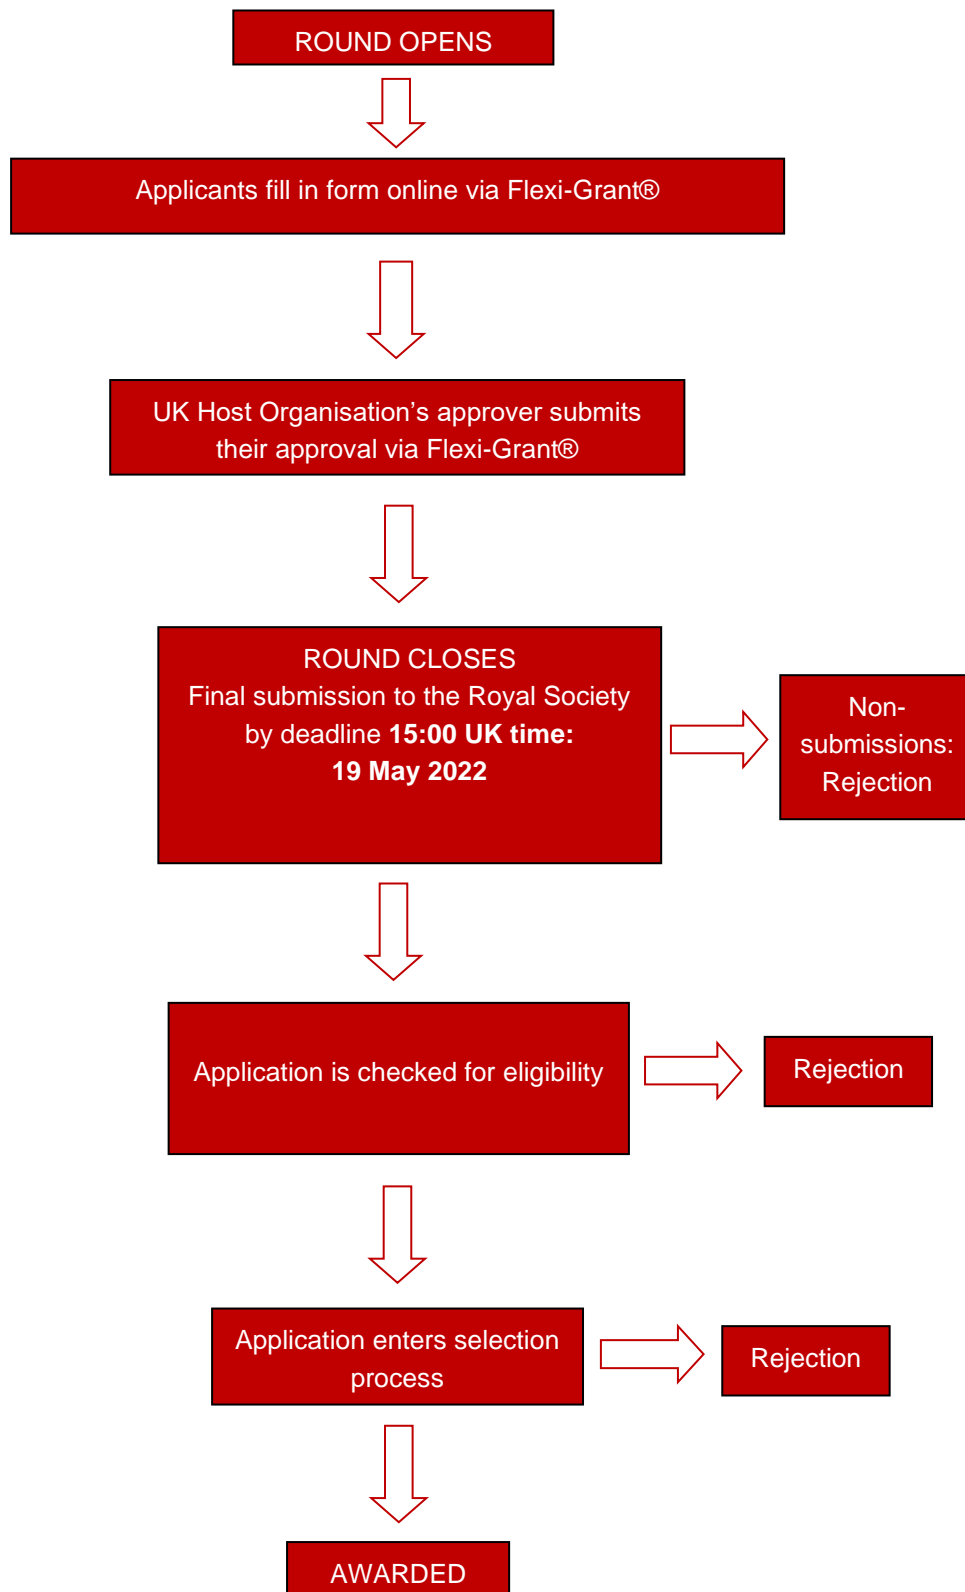 ROUND OPENS
Applicants fill in form online via Flexi-Grant®
UK Host Organisation’s approver submits
their approval via Flexi-Grant®
ROUND CLOSES
Final submission to the Royal Society
by deadline 15:00 UK time:
19 May 2022
Non-
submissions:
Rejection
Application is checked for eligibility
Rejection
Application enters selection
process
Rejection
AWARDED